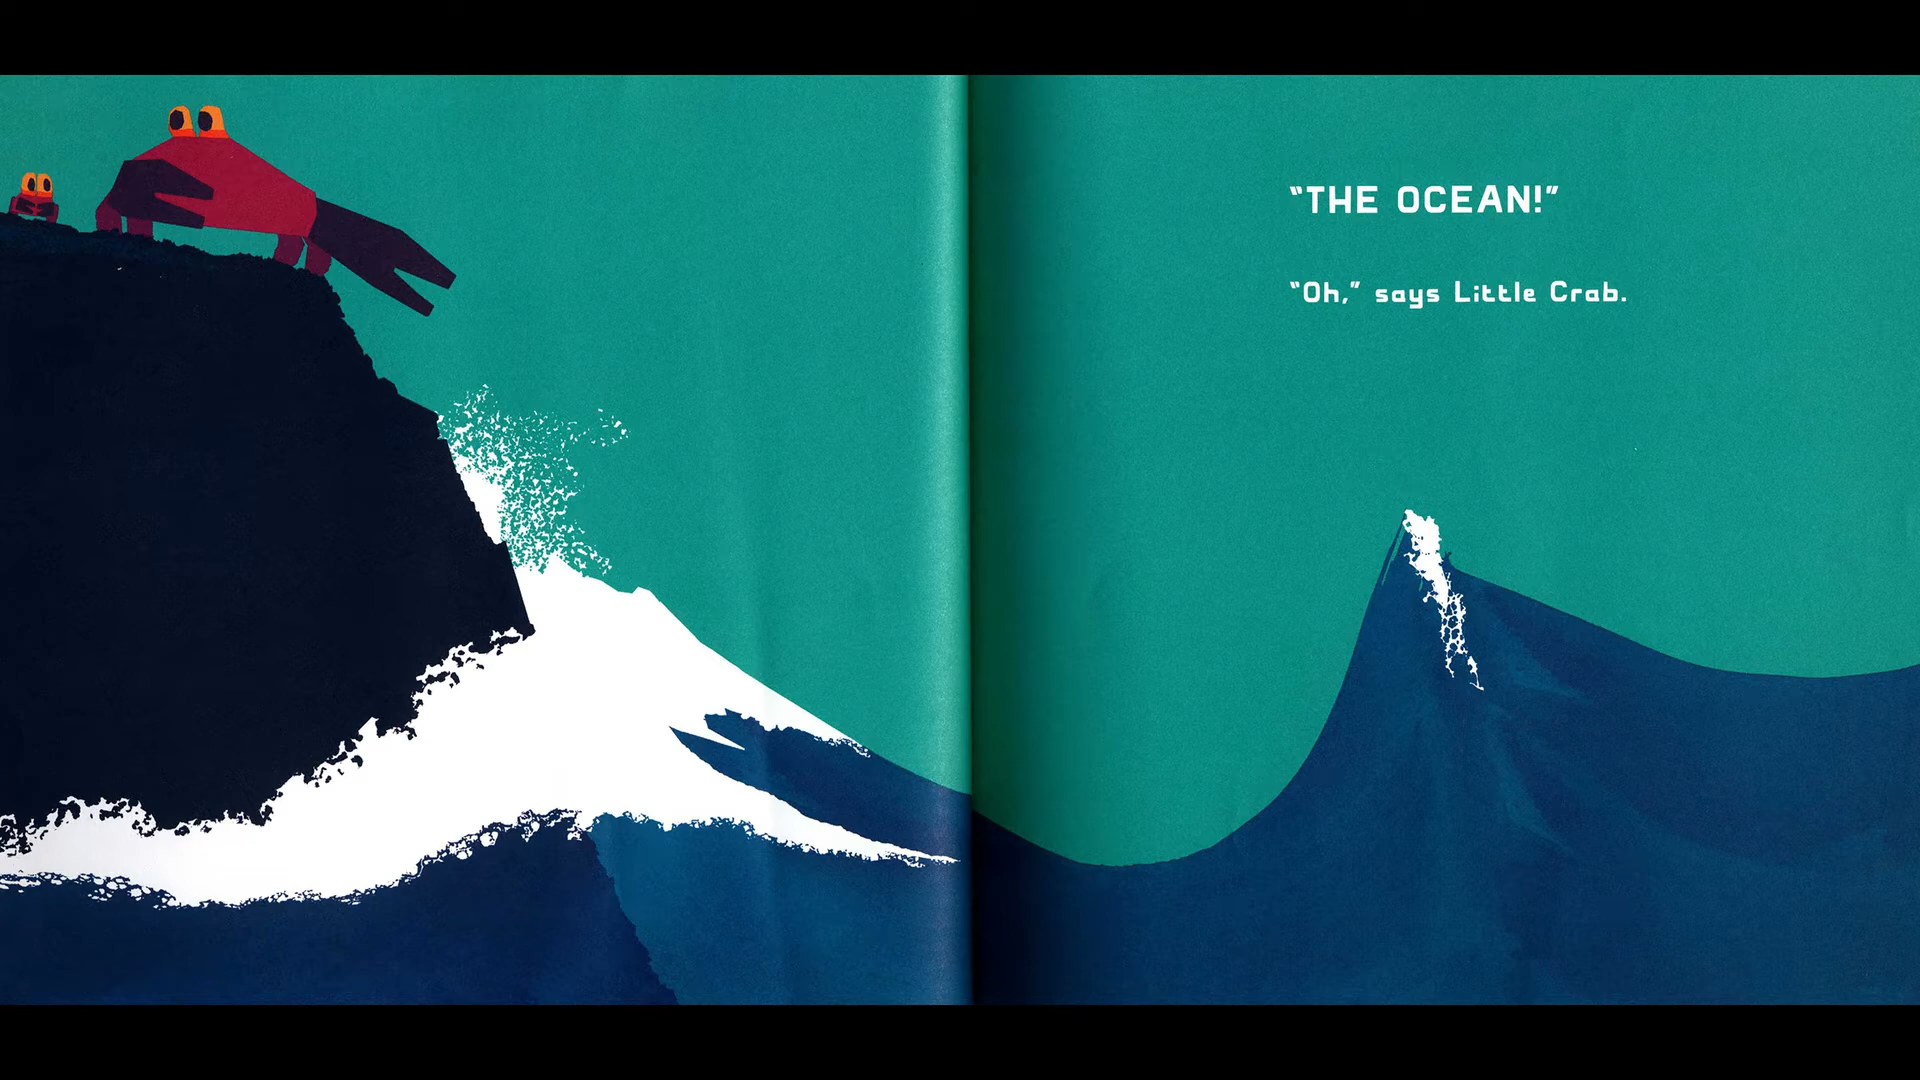 “THE OCEAN!”
“Oh,” says Little Crab.